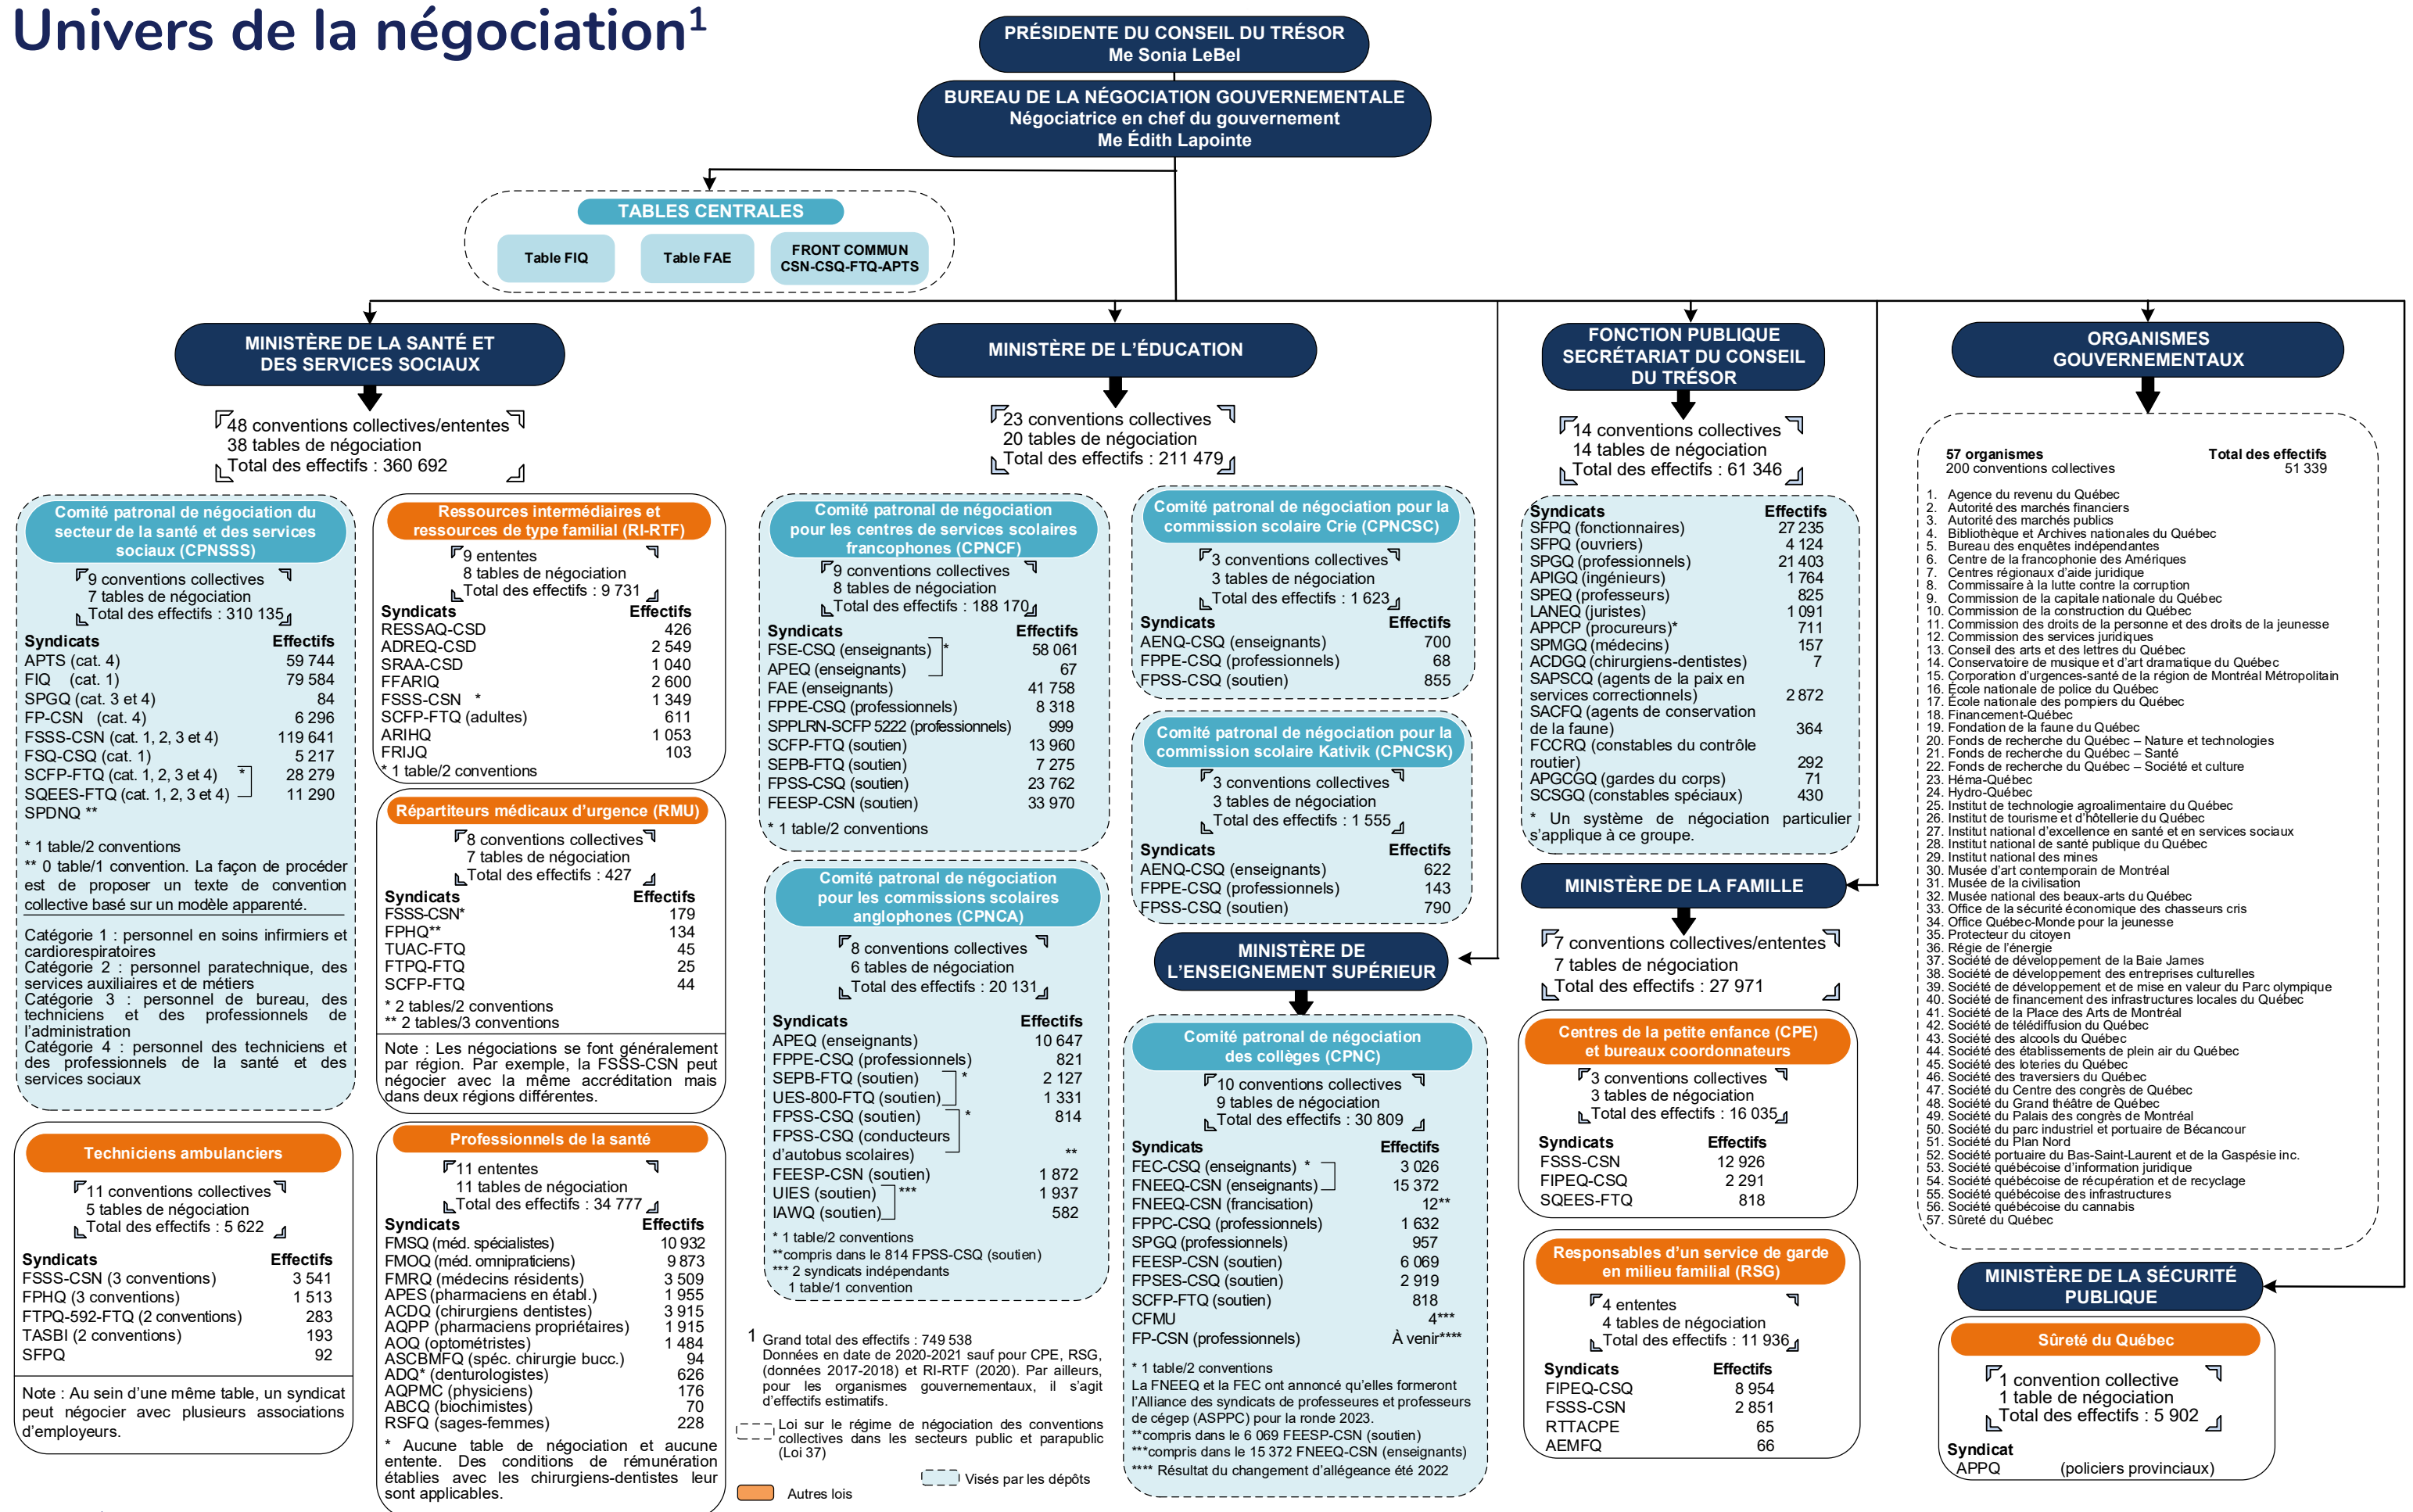 Univers de la négociation¹
PRÉSIDENTE DU CONSEIL DU TRÉSOR
Me Sonia LeBel
BUREAU DE LA NÉGOCIATION GOUVERNEMENTALE
Négociatrice en chef du gouvernement
Me Édith Lapointe
TABLES CENTRALES
Table FIQ
Table FAE
FRONT COMMUN
CSN-CSQ-FTQ-APTS
MINISTÈRE DE LA SANTÉ ET
DES SERVICES SOCIAUX
48 conventions collectives/ententes
38 tables de négociation
Total des effectifs : 360 692
Comité patronal de négociation du
secteur de la santé et des services
sociaux (CPNSSS)
9 conventions collectives
7 tables de négociation
Total des effectifs : 310 135
Syndicats Effectifs
APTS (cat. 4) 59 744
FIQ (cat. 1) 79 584
SPGQ (cat. 3 et 4) 84
FP-CSN (cat. 4) 6 296
FSSS-CSN (cat. 1, 2, 3 et 4) 119 641
FSQ-CSQ (cat. 1) 5 217
SCFP-FTQ (cat. 1, 2, 3 et 4) * 28 279
SQEES-FTQ (cat. 1, 2, 3 et 4) 11 290
SPDNQ **
* 1 table/2 conventions
** 0 table/1 convention. La façon de procéder
est de proposer un texte de convention
collective basé sur un modèle apparenté.
Catégorie 1 : personnel en soins infirmiers et
cardiorespiratoires
Catégorie 2 : personnel paratechnique, des
services auxiliaires et de métiers
Catégorie 3 : personnel de bureau, des
techniciens et des professionnels de
l'administration
Catégorie 4 : personnel des techniciens et
des professionnels de la santé et des
services sociaux
Techniciens ambulanciers
11 conventions collectives
5 tables de négociation
Total des effectifs : 5 622
Syndicats Effectifs
FSSS-CSN (3 conventions) 3 541
FPHQ (3 conventions) 1 513
FTPQ-592-FTQ (2 conventions) 283
TASBI (2 conventions) 193
SFPQ 92
Note : Au sein d'une même table, un syndicat
peut négocier avec plusieurs associations
d'employeurs.
Ressources intermédiaires et
ressources de type familial (RI-RTF)
9 ententes
8 tables de négociation
Total des effectifs : 9 731
Syndicats Effectifs
RESSAQ-CSD 426
ADREQ-CSD 2 549
SRAA-CSD 1 040
FFARIQ 2 600
FSSS-CSN * 1 349
SCFP-FTQ (adultes) 611
ARIHQ 1 053
FRIJQ 103
* 1 table/2 conventions
Répartiteurs médicaux d'urgence (RMU)
8 conventions collectives
7 tables de négociation
Total des effectifs : 427
Syndicats Effectifs
FSSS-CSN* 179
FPHQ** 134
TUAC-FTQ 45
FTPQ-FTQ 25
SCFP-FTQ 44
* 2 tables/2 conventions
** 2 tables/3 conventions
Note : Les négociations se font généralement
par région. Par exemple, la FSSS-CSN peut
négocier avec la même accréditation mais
dans deux régions différentes.
Professionnels de la santé
11 ententes
11 tables de négociation
Total des effectifs : 34 777
Syndicats Effectifs
FMSQ (méd. spécialistes) 10 932
FMOQ (méd. omnipraticiens) 9 873
FMRQ (médecins résidents) 3 509
APES (pharmaciens en établ.) 1 955
ACDQ (chirurgiens dentistes) 3 915
AQPP (pharmaciens propriétaires) 1 915
AOQ (optométristes) 1 484
ASCBMFQ (spéc. chirurgie bucc.) 94
ADQ* (denturologistes) 626
AQPMC (physiciens) 176
ABCQ (biochimistes) 70
RSFQ (sages-femmes) 228
* Aucune table de négociation et aucune
entente. Des conditions de rémunération
établies avec les chirurgiens-dentistes leur
sont applicables.
MINISTÈRE DE L'ÉDUCATION
23 conventions collectives
20 tables de négociation
Total des effectifs : 211 479
Comité patronal de négociation
pour les centres de services scolaires
francophones (CPNCF)
9 conventions collectives
8 tables de négociation
Total des effectifs : 188 170
Syndicats Effectifs
FSE-CSQ (enseignants) * 58 061
APEQ (enseignants) 67
FAE (enseignants) 41 758
FPPE-CSQ (professionnels) 8 318
SPPLRN-SCFP 5222 (professionnels) 999
SCFP-FTQ (soutien) 13 960
SEPB-FTQ (soutien) 7 275
FPSS-CSQ (soutien) 23 762
FEESP-CSN (soutien) 33 970
* 1 table/2 conventions
Comité patronal de négociation
pour les commissions scolaires
anglophones (CPNCA)
8 conventions collectives
6 tables de négociation
Total des effectifs : 20 131
Syndicats Effectifs
APEQ (enseignants) 10 647
FPPE-CSQ (professionnels) 821
SEPB-FTQ (soutien) * 2 127
UES-800-FTQ (soutien) 1 331
FPSS-CSQ (soutien) * 814
FPSS-CSQ (conducteurs
d'autobus scolaires) **
FEESP-CSN (soutien) 1 872
UIES (soutien) *** 1 937
IAWQ (soutien) 582
* 1 table/2 conventions
**compris dans le 814 FPSS-CSQ (soutien)
*** 2 syndicats indépendants
1 table/1 convention
1 Grand total des effectifs : 749 538
Données en date de 2020-2021 sauf pour CPE, RSG,
(données 2017-2018) et RI-RTF (2020). Par ailleurs,
pour les organismes gouvernementaux, il s'agit
d'effectifs estimatifs.
Loi sur le régime de négociation des conventions
collectives dans les secteurs public et parapublic
(Loi 37)
Visés par les dépôts
Autres lois
Comité patronal de négociation pour la
commission scolaire Crie (CPNCSC)
3 conventions collectives
3 tables de négociation
Total des effectifs : 1 623
Syndicats Effectifs
AENQ-CSQ (enseignants) 700
FPPE-CSQ (professionnels) 68
FPSS-CSQ (soutien) 855
Comité patronal de négociation pour la
commission scolaire Kativik (CPNCSK)
3 conventions collectives
3 tables de négociation
Total des effectifs : 1 555
Syndicats Effectifs
AENQ-CSQ (enseignants) 622
FPPE-CSQ (professionnels) 143
FPSS-CSQ (soutien) 790
MINISTÈRE DE
L'ENSEIGNEMENT SUPÉRIEUR
Comité patronal de négociation
des collèges (CPNC)
10 conventions collectives
9 tables de négociation
Total des effectifs : 30 809
Syndicats Effectifs
FEC-CSQ (enseignants) * 3 026
FNEEQ-CSN (enseignants) 15 372
FNEEQ-CSN (francisation) 12**
FPPC-CSQ (professionnels) 1 632
SPGQ (professionnels) 957
FEESP-CSN (soutien) 6 069
FPSES-CSQ (soutien) 2 919
SCFP-FTQ (soutien) 818
CFMU 4***
FP-CSN (professionnels) À venir****
* 1 table/2 conventions
La FNEEQ et la FEC ont annoncé qu'elles formeront
l'Alliance des syndicats de professeures et professeurs
de cégep (ASPPC) pour la ronde 2023.
**compris dans le 6 069 FEESP-CSN (soutien)
***compris dans le 15 372 FNEEQ-CSN (enseignants)
**** Résultat du changement d'allégeance été 2022
FONCTION PUBLIQUE
SECRÉTARIAT DU CONSEIL
DU TRÉSOR
14 conventions collectives
14 tables de négociation
Total des effectifs : 61 346
Syndicats Effectifs
SFPQ (fonctionnaires) 27 235
SFPQ (ouvriers) 4 124
SPGQ (professionnels) 21 403
APIGQ (ingénieurs) 1 764
SPEQ (professeurs) 825
LANEQ (juristes) 1 091
APPCP (procureurs)* 711
SPMGQ (médecins) 157
ACDGQ (chirurgiens-dentistes) 7
SAPSCQ (agents de la paix en
services correctionnels) 2 872
SACFQ (agents de conservation
de la faune) 364
FCCRQ (constables du contrôle
routier) 292
APGCGQ (gardes du corps) 71
SCSGQ (constables spéciaux) 430
* Un système de négociation particulier
s'applique à ce groupe.
MINISTÈRE DE LA FAMILLE
7 conventions collectives/ententes
7 tables de négociation
Total des effectifs : 27 971
Centres de la petite enfance (CPE)
et bureaux coordonnateurs
3 conventions collectives
3 tables de négociation
Total des effectifs : 16 035
Syndicats Effectifs
FSSS-CSN 12 926
FIPEQ-CSQ 2 291
SQEES-FTQ 818
Responsables d'un service de garde
en milieu familial (RSG)
4 ententes
4 tables de négociation
Total des effectifs : 11 936
Syndicats Effectifs
FIPEQ-CSQ 8 954
FSSS-CSN 2 851
RTTACPE 65
AEMFQ 66
ORGANISMES
GOUVERNEMENTAUX
57 organismes Total des effectifs
200 conventions collectives 51 339
1. Agence du revenu du Québec
2. Autorité des marchés financiers
3. Autorité des marchés publics
4. Bibliothèque et Archives nationales du Québec
5. Bureau des enquêtes indépendantes
6. Centre de la francophonie des Amériques
7. Centres régionaux d'aide juridique
8. Commissaire à la lutte contre la corruption
9. Commission de la capitale nationale du Québec
10. Commission de la construction du Québec
11. Commission des droits de la personne et des droits de la jeunesse
12. Commission des services juridiques
13. Conseil des arts et des lettres du Québec
14. Conservatoire de musique et d'art dramatique du Québec
15. Corporation d'urgences-santé de la région de Montréal Métropolitain
16. École nationale de police du Québec
17. École nationale des pompiers du Québec
18. Financement-Québec
19. Fondation de la faune du Québec
20. Fonds de recherche du Québec – Nature et technologies
21. Fonds de recherche du Québec – Santé
22. Fonds de recherche du Québec – Société et culture
23. Héma-Québec
24. Hydro-Québec
25. Institut de technologie agroalimentaire du Québec
26. Institut de tourisme et d'hôtellerie du Québec
27. Institut national d'excellence en santé et en services sociaux
28. Institut national de santé publique du Québec
29. Institut national des mines
30. Musée d'art contemporain de Montréal
31. Musée de la civilisation
32. Musée national des beaux-arts du Québec
33. Office de la sécurité économique des chasseurs cris
34. Office Québec-Monde pour la jeunesse
35. Protecteur du citoyen
36. Régie de l'énergie
37. Société de développement de la Baie James
38. Société de développement des entreprises culturelles
39. Société de développement et de mise en valeur du Parc olympique
40. Société de financement des infrastructures locales du Québec
41. Société de la Place des Arts de Montréal
42. Société de télédiffusion du Québec
43. Société des alcools du Québec
44. Société des établissements de plein air du Québec
45. Société des loteries du Québec
46. Société des traversiers du Québec
47. Société du Centre des congrès de Québec
48. Société du Grand théâtre de Québec
49. Société du Palais des congrès de Montréal
50. Société du parc industriel et portuaire de Bécancour
51. Société du Plan Nord
52. Société portuaire du Bas-Saint-Laurent et de la Gaspésie inc.
53. Société québécoise d'information juridique
54. Société québécoise de récupération et de recyclage
55. Société québécoise des infrastructures
56. Société québécoise du cannabis
57. Sûreté du Québec
MINISTÈRE DE LA SÉCURITÉ
PUBLIQUE
Sûreté du Québec
1 convention collective
1 table de négociation
Total des effectifs : 5 902
Syndicat
APPQ (policiers provinciaux)